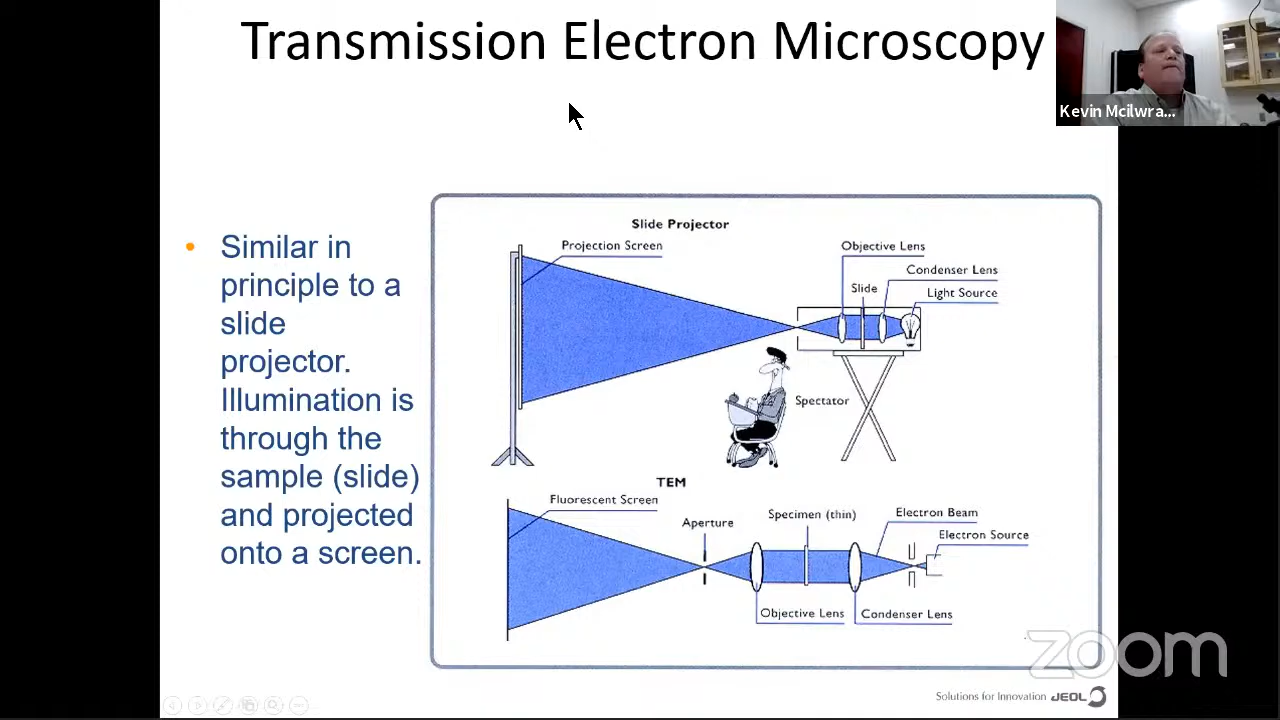 Transmission Electron Microscopy
Kevin Mcilwra...
• Similar in
principle to a
slide
projector.
Illumination is
through the
sample (slide)
and projected
onto a screen.
Slide Projector
Projection Screen
Objective Lens
Condenser Lens
Slide
Light Source
Spectator
TEM
Fluorescent Screen
Aperture
Specimen (thin)
Electron Beam
Electron Source
Objective Lens
Condenser Lens
zoom
Solutions for Innovation JEOL